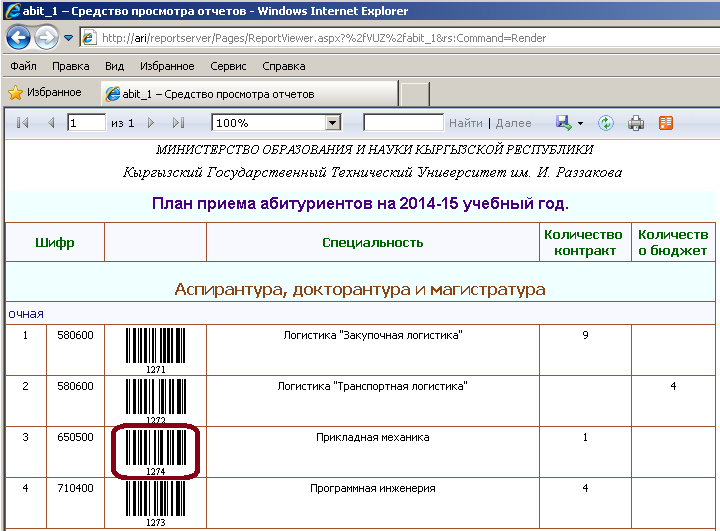 abit_1 – Средство просмотра отчетов - Windows Internet Explorer
http://ari/reportserver/Pages/ReportViewer.aspx?%2fVUZ%2fabit_1&rs:Command=Render
Файл Правка Вид Избранное Сервис Справка
Избранное abit_1 – Средство просмотра отчетов
1 из 1 100% Найти | Далее
МИНИСТЕРСТВО ОБРАЗОВАНИЯ И НАУКИ КЫРГЫЗСКОЙ РЕСПУБЛИКИ
Кыргызский Государственный Технический Университет им. И. Раззакова
План приема абитуриентов на 2014-15 учебный год.
Шифр Специальность Количество контракт Количеств о бюджет
Аспирантура, докторантура и магистратура
очная
1 580600 Логистика "Закупочная логистика" 9
1271
2 580600 Логистика "Транспортная логистика" 4
1272
3 650500 Прикладная механика 1
1274
4 710400 Программная инженерия 4
1273